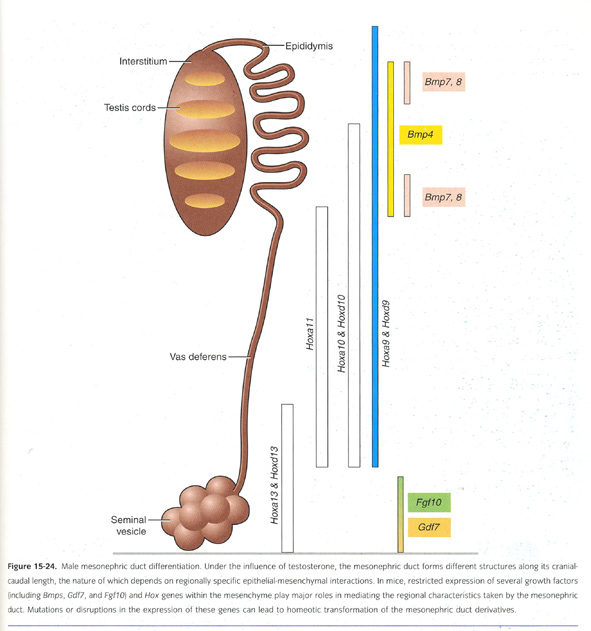 Epididymis
Interstitium
Bmp7, 8
Testis cords
Bmp4
Bmp7, 8
Hoxa11
Hoxa10 & Hoxd10
Hoxa9 & Hoxd9
Vas deferens
Hoxa13 & Hoxd13
Fgf10
Seminal
vesicle
Gdf7
Figure 15-24. Male mesonephric duct differentiation. Under the influence of testosterone, the mesonephric duct forms different structures along its cranial-
caudal length, the nature of which depends on regionally specific epithelial-mesenchymal interactions. In mice, restricted expression of several growth factors
(including Bmps, Gdf7, and Fgf10) and Hox genes within the mesenchyme play major roles in mediating the regional characteristics taken by the mesonephric
duct. Mutations or disruptions in the expression of these genes can lead to homeotic transformation of the mesonephric duct derivatives.